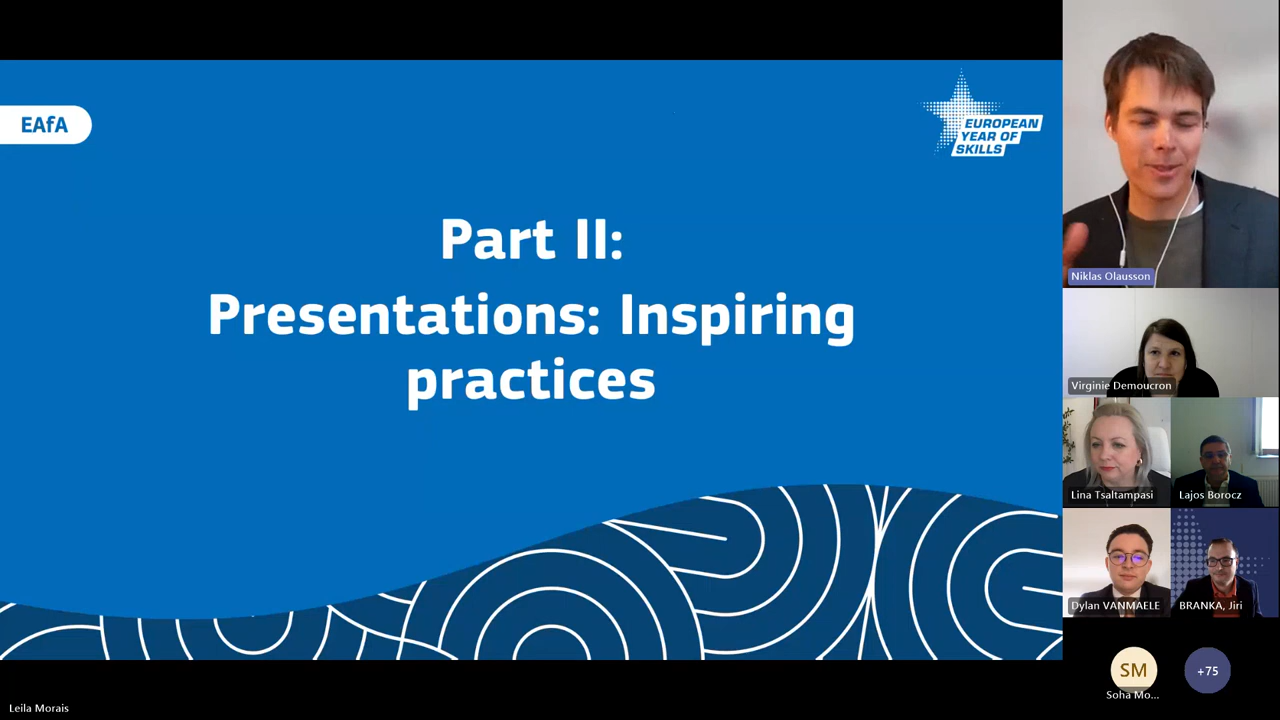 EAfA
EUROPEAN
YEAR OF
SKILLS
Part II:
Presentations: Inspiring
practices
Niklas Olausson
Virginie Demoucron
Lina Tsaltampasi
Lajos Borocz
Dylan VANMAELE
BRANKA, Jiri
SM
+75
Soha Mo...
Leila Morais